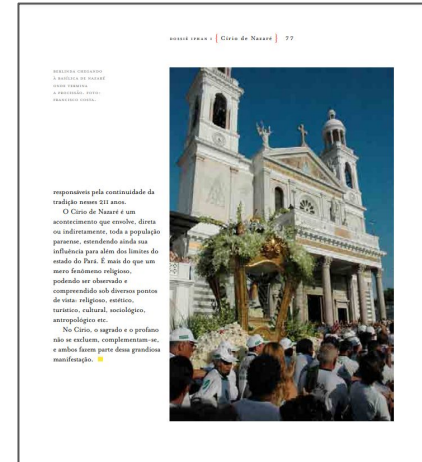 DOSSIÊ IPHAN I | Círio de Nazaré | 77
BERLINDA CHEGANDO
À BASÍLICA DE NAZARÉ
ONDE TERMINA
A PROCISSÃO. FOTO:
FRANCISCO COSTA.
responsáveis pela continuidade da
tradição nesses 211 anos.
O Círio de Nazaré é um
acontecimento que envolve, direta
ou indiretamente, toda a população
paraense, estendendo ainda sua
influência para além dos limites do
estado do Pará. É mais do que um
mero fenômeno religioso,
podendo ser observado e
compreendido sob diversos pontos
de vista: religioso, estético,
turístico, cultural, sociológico,
antropológico etc.
No Círio, o sagrado e o profano
não se excluem, complementam-se,
e ambos fazem parte dessa grandiosa
manifestação.